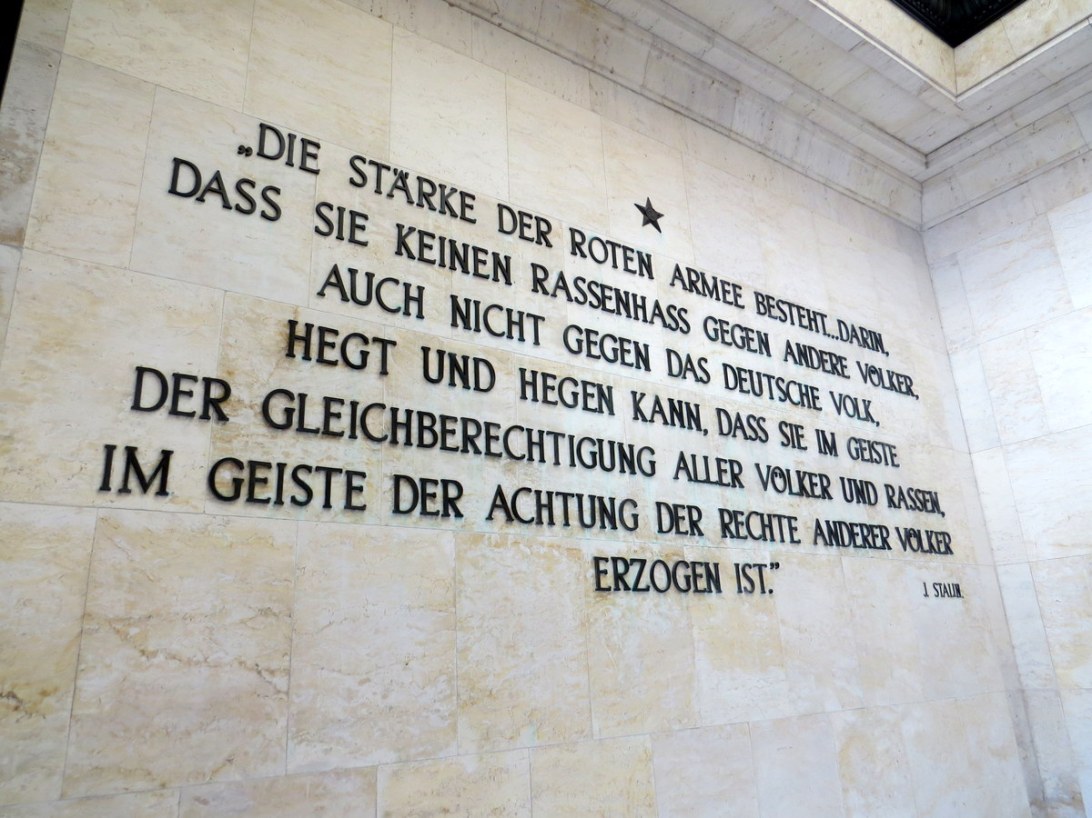 „DIE STÄRKE DER ROTEN ARMEE BESTEHT...DARIN,
DASS SIE KEINEN RASSENHASS GEGEN ANDERE VÖLKER,
AUCH NICHT GEGEN DAS DEUTSCHE VOLK,
HEGT UND HEGEN KANN, DASS SIE IM GEISTE
DER GLEICHBERECHTIGUNG ALLER VÖLKER UND RASSEN,
IM GEISTE DER ACHTUNG DER RECHTE ANDERER VÖLKER
ERZOGEN IST.”
J. STALIN.